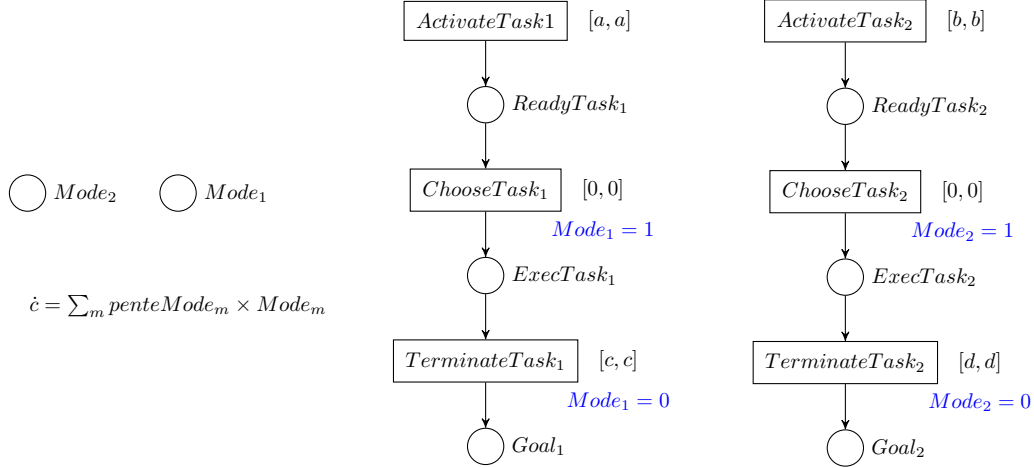 ActivateTask1 [a, a]
ActivateTask₂ [b, b]
ReadyTask₁
ReadyTask₂
Mode₂
Mode₁
ChooseTask₁ [0, 0]
ChooseTask₂ [0, 0]
Mode₁ = 1
Mode₂ = 1
ExecTask₁
ExecTask₂
ċ = ∑ₘ penteModeₘ × Modeₘ
TerminateTask₁ [c, c]
TerminateTask₂ [d, d]
Mode₁ = 0
Mode₂ = 0
Goal₁
Goal₂